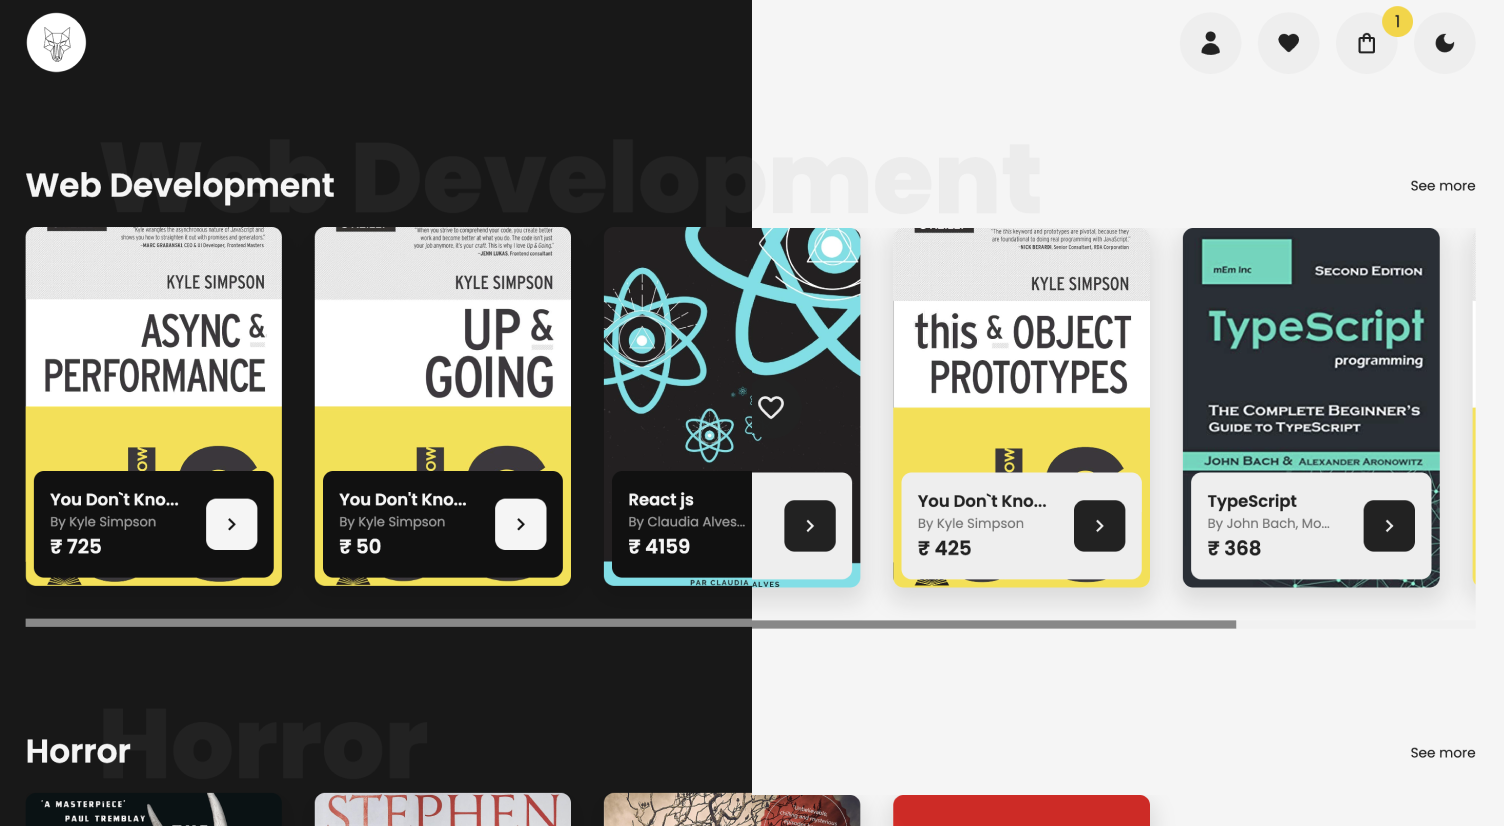 1
Web Development
Web Development
See more
"Kyle wrangles the asynchronous nature of JavaScript and
shows you how to straighten it out with promises and generators."
–MARC GRABANSKI, CEO & UI Developer, Frontend Masters
KYLE SIMPSON
ASYNC &
PERFORMANCE
You Don`t Kno...
By Kyle Simpson
₹ 725
"When you strive to comprehend your code, you create better
work and become better at what you do. The code isn't just
your job anymore, it's your craft. This is why I love Up & Going."
–JENN LUKAS, Frontend consultant
KYLE SIMPSON
UP &
GOING
You Don't Kno...
By Kyle Simpson
₹ 50
React js
By Claudia Alves...
₹ 4159
PAR CLAUDIA ALVES
"The this keyword and prototypes are pivotal, because they
are foundational to doing real programming with JavaScript."
–NICK BERARDI, Senior Consultant, RDA Corporation
KYLE SIMPSON
this & OBJECT
PROTOTYPES
You Don`t Kno...
By Kyle Simpson
₹ 425
mEm Inc
SECOND EDITION
TypeScript
programming
THE COMPLETE BEGINNER'S
GUIDE TO TYPESCRIPT
JOHN BACH & ALEXANDER ARONOWITZ
TypeScript
By John Bach, Mo...
₹ 368
Horror
Horror
See more
'A MASTERPIECE'
PAUL TREMBLAY
STEPHEN